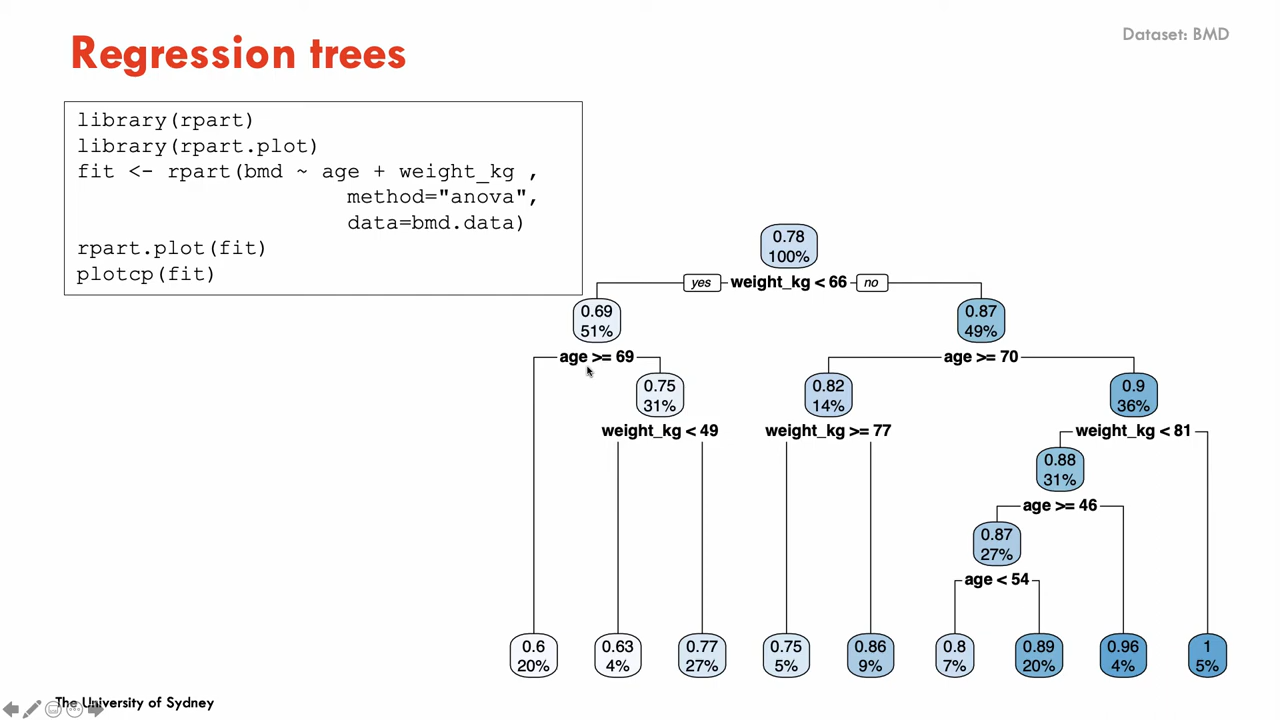 Regression trees
Dataset: BMD
library(rpart)
library(rpart.plot)
fit <- rpart(bmd ~ age + weight_kg ,
method="anova",
data=bmd.data)
rpart.plot(fit)
plotcp(fit)
0.78
100%
yes weight_kg < 66 no
0.69
51%
0.87
49%
age >= 69
age >= 70
0.75
31%
0.82
14%
0.9
36%
weight_kg < 49
weight_kg >= 77
weight_kg < 81
0.88
31%
age >= 46
0.87
27%
age < 54
0.6
20%
0.63
4%
0.77
27%
0.75
5%
0.86
9%
0.8
7%
0.89
20%
0.96
4%
1
5%
The University of Sydney